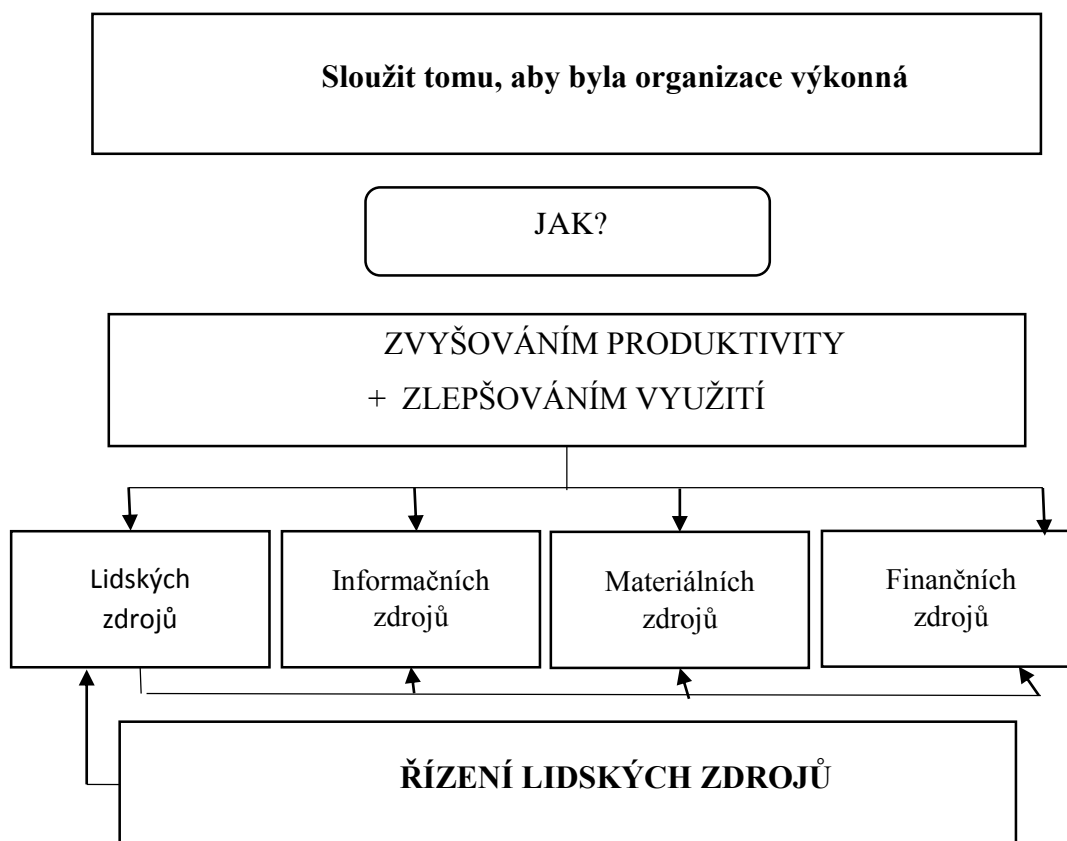 Sloužit tomu, aby byla organizace výkonná
JAK?
ZVYŠOVÁNÍM PRODUKTIVITY
+ ZLEPŠOVÁNÍM VYUŽITÍ
Lidských
zdrojů
Informačních
zdrojů
Materiálních
zdrojů
Finančních
zdrojů
ŘÍZENÍ LIDSKÝCH ZDROJŮ